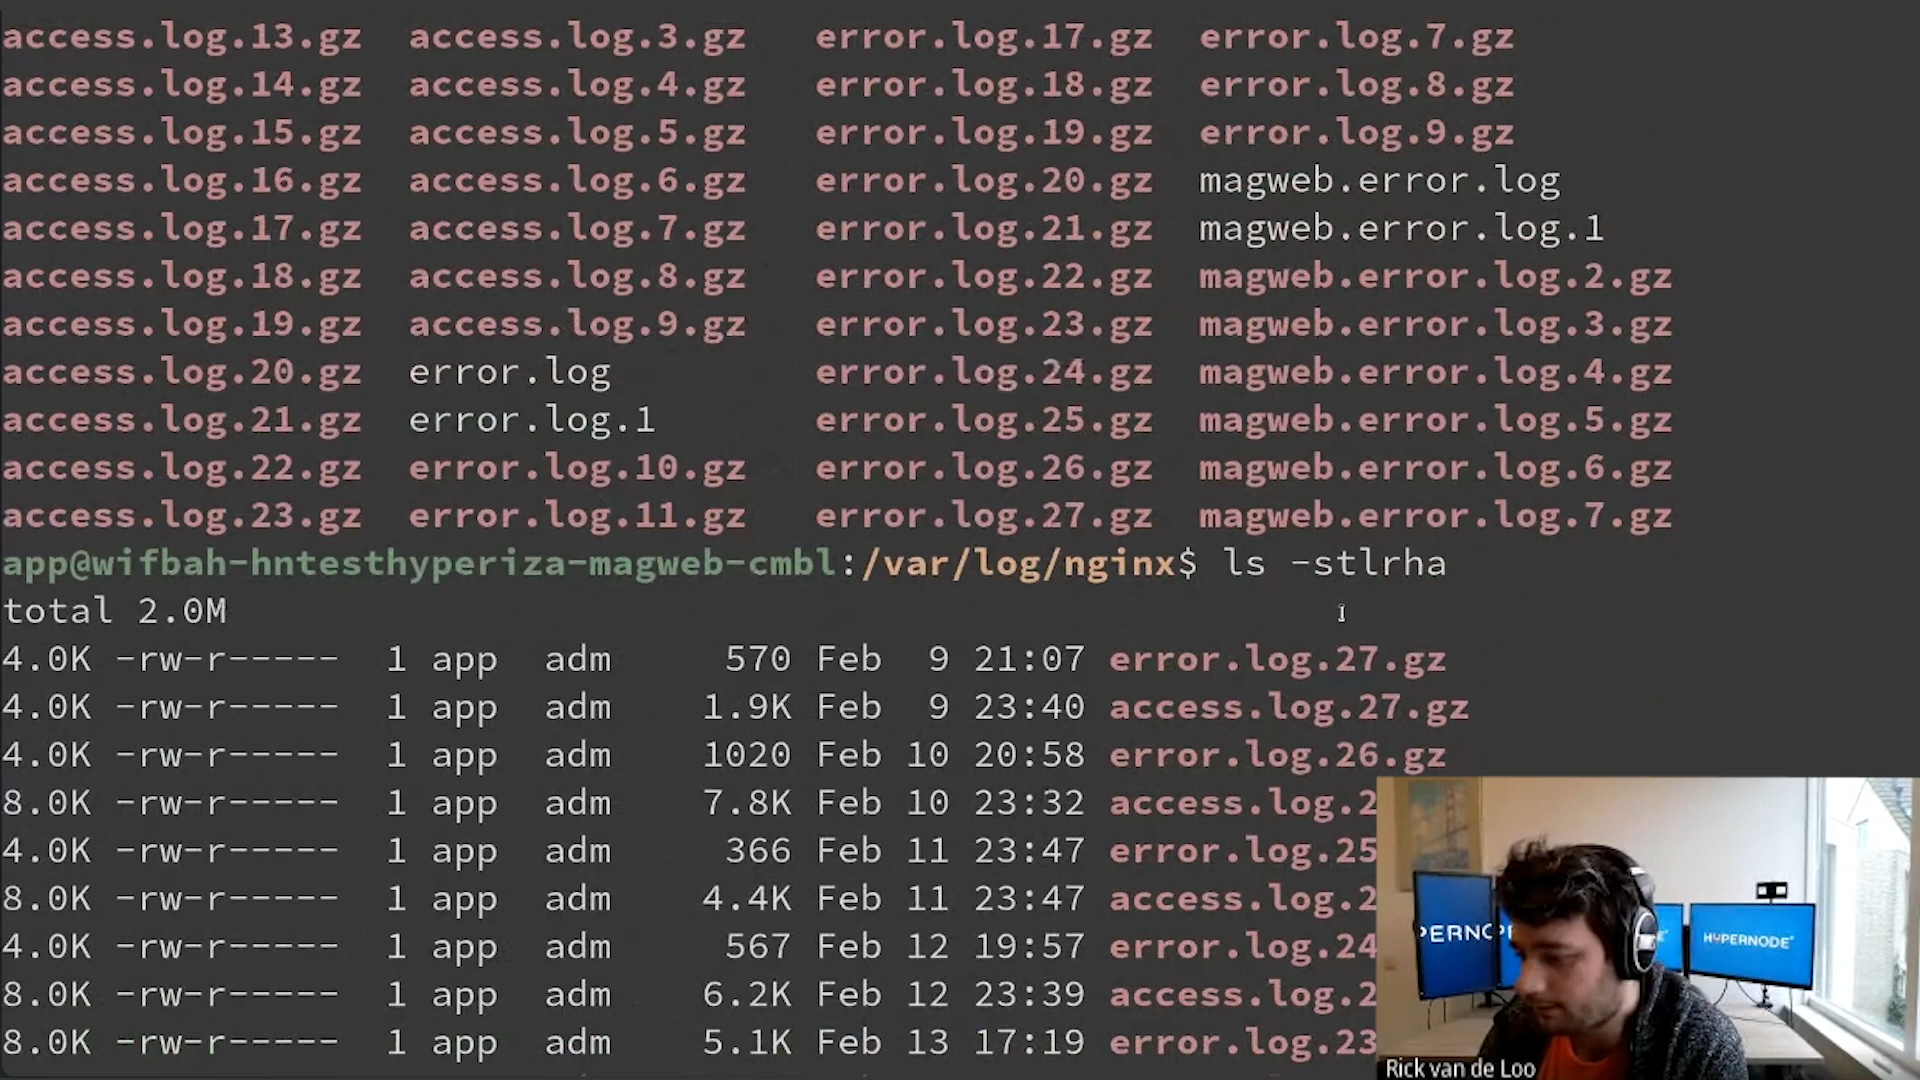 access.log.13.gz access.log.3.gz error.log.17.gz error.log.7.gz
access.log.14.gz access.log.4.gz error.log.18.gz error.log.8.gz
access.log.15.gz access.log.5.gz error.log.19.gz error.log.9.gz
access.log.16.gz access.log.6.gz error.log.20.gz magweb.error.log
access.log.17.gz access.log.7.gz error.log.21.gz magweb.error.log.1
access.log.18.gz access.log.8.gz error.log.22.gz magweb.error.log.2.gz
access.log.19.gz access.log.9.gz error.log.23.gz magweb.error.log.3.gz
access.log.20.gz error.log error.log.24.gz magweb.error.log.4.gz
access.log.21.gz error.log.1 error.log.25.gz magweb.error.log.5.gz
access.log.22.gz error.log.10.gz error.log.26.gz magweb.error.log.6.gz
access.log.23.gz error.log.11.gz error.log.27.gz magweb.error.log.7.gz
app@wifbah-hntesthyperiza-magweb-cmbl:/var/log/nginx$ ls -stlrha
total 2.0M
4.0K -rw-r----- 1 app adm 570 Feb 9 21:07 error.log.27.gz
4.0K -rw-r----- 1 app adm 1.9K Feb 9 23:40 access.log.27.gz
4.0K -rw-r----- 1 app adm 1020 Feb 10 20:58 error.log.26.gz
8.0K -rw-r----- 1 app adm 7.8K Feb 10 23:32 access.log.2
4.0K -rw-r----- 1 app adm 366 Feb 11 23:47 error.log.25
8.0K -rw-r----- 1 app adm 4.4K Feb 11 23:47 access.log.2
4.0K -rw-r----- 1 app adm 567 Feb 12 19:57 error.log.24
8.0K -rw-r----- 1 app adm 6.2K Feb 12 23:39 access.log.2
8.0K -rw-r----- 1 app adm 5.1K Feb 13 17:19 error.log.23
HYPERNODE
Rick van de Loo